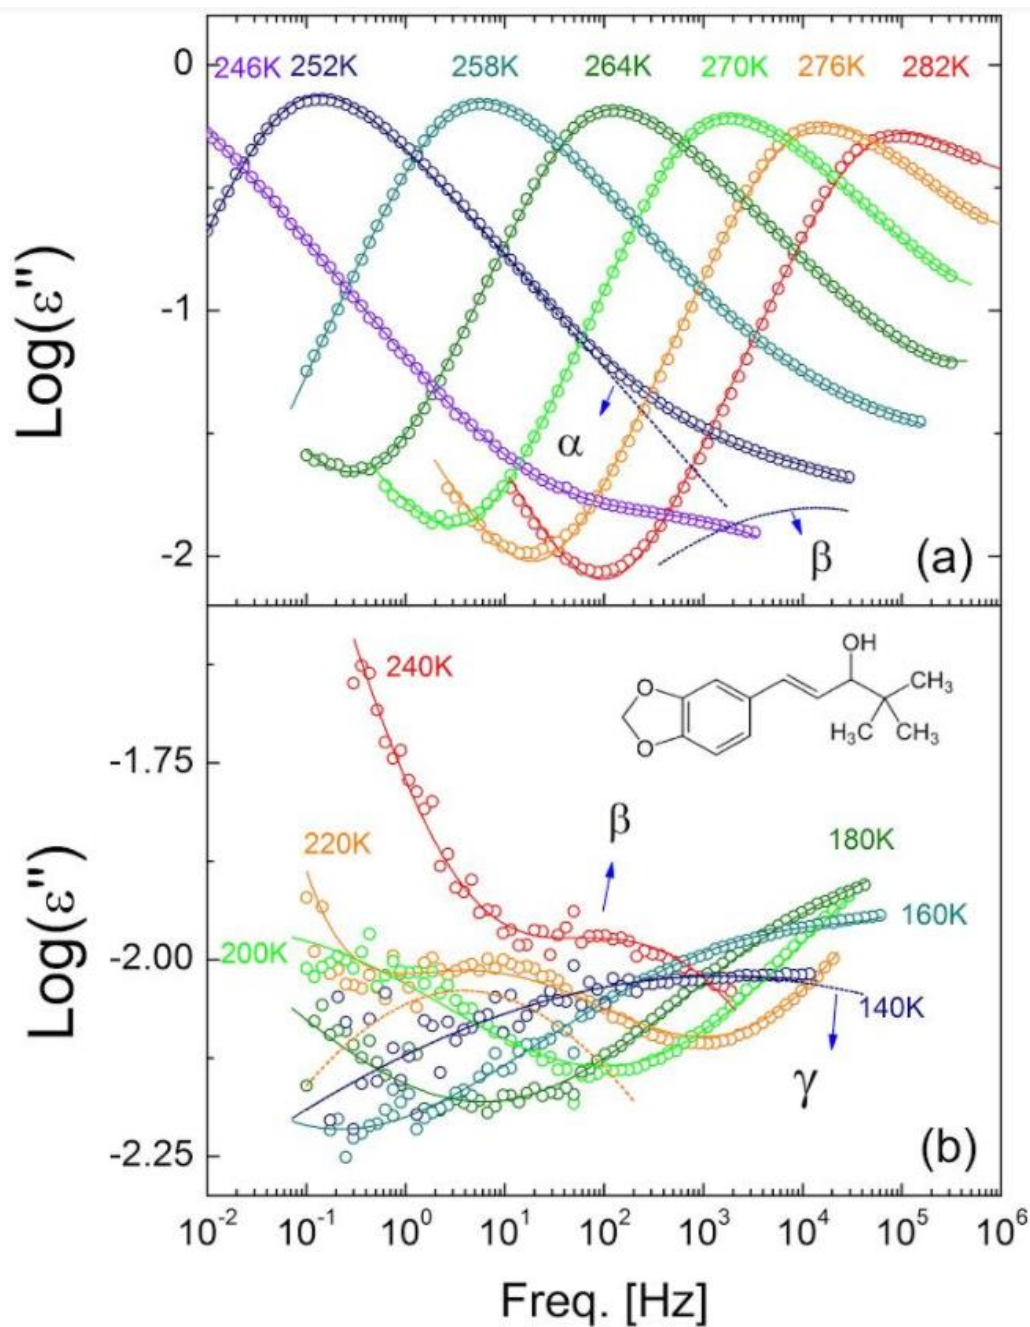 0
246K 252K 258K 264K 270K 276K 282K
Log(ε")
-1
α
-2
β
(a)
240K
OH
CH₃
O
O
H₃C CH₃
-1.75
β
220K
180K
Log(ε")
200K
160K
-2.00
140K
γ
-2.25
(b)
10⁻² 10⁻¹ 10⁰ 10¹ 10² 10³ 10⁴ 10⁵ 10⁶
Freq. [Hz]